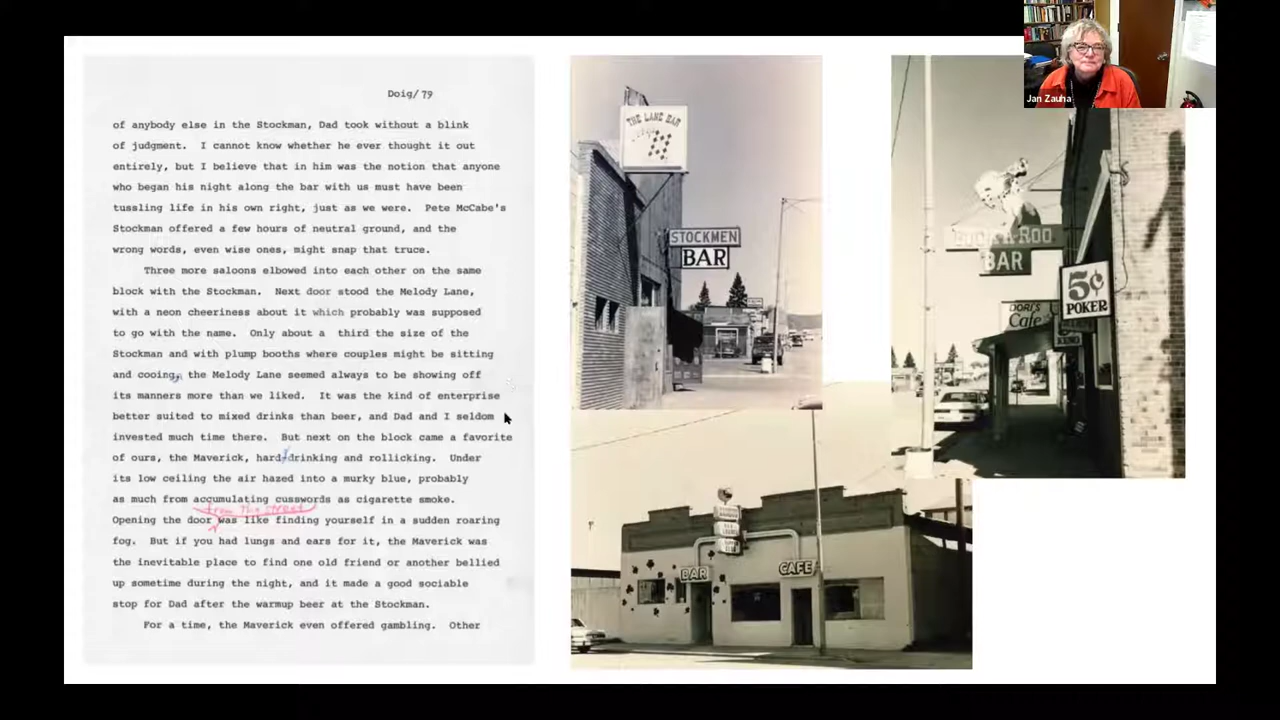 Doig/79
of anybody else in the Stockman, Dad took without a blink
of judgment. I cannot know whether he ever thought it out
entirely, but I believe that in him was the notion that anyone
who began his night along the bar with us must have been
tussling life in his own right, just as we were. Pete McCabe's
Stockman offered a few hours of neutral ground, and the
wrong words, even wise ones, might snap that truce.
Three more saloons elbowed into each other on the same
block with the Stockman. Next door stood the Melody Lane,
with a neon cheeriness about it which probably was supposed
to go with the name. Only about a third the size of the
Stockman and with plump booths where couples might be sitting
and cooing, the Melody Lane seemed always to be showing off
its manners more than we liked. It was the kind of enterprise
better suited to mixed drinks than beer, and Dad and I seldom
invested much time there. But next on the block came a favorite
of ours, the Maverick, hard-drinking and rollicking. Under
its low ceiling the air hazed into a murky blue, probably
as much from accumulating cusswords as cigarette smoke.
from the street
Opening the door was like finding yourself in a sudden roaring
fog. But if you had lungs and ears for it, the Maverick was
the inevitable place to find one old friend or another bellied
up sometime during the night, and it made a good sociable
stop for Dad after the warmup beer at the Stockman.
For a time, the Maverick even offered gambling. Other
THE LANE BAR
STOCKMEN
BAR
BAR
5¢
POKER
DORI'S
Cafe
KENO
BAR
CAFE
Jan Zauha